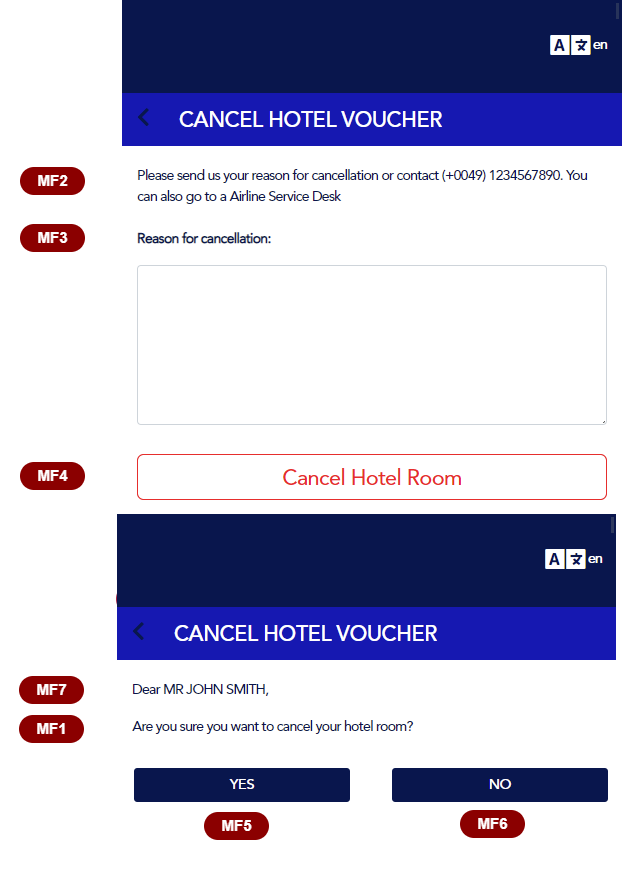 A 文 en
CANCEL HOTEL VOUCHER
MF2
Please send us your reason for cancellation or contact (+0049) 1234567890. You
can also go to a Airline Service Desk
MF3
Reason for cancellation:
MF4
Cancel Hotel Room
A 文 en
CANCEL HOTEL VOUCHER
MF7
Dear MR JOHN SMITH,
MF1
Are you sure you want to cancel your hotel room?
YES
NO
MF5
MF6